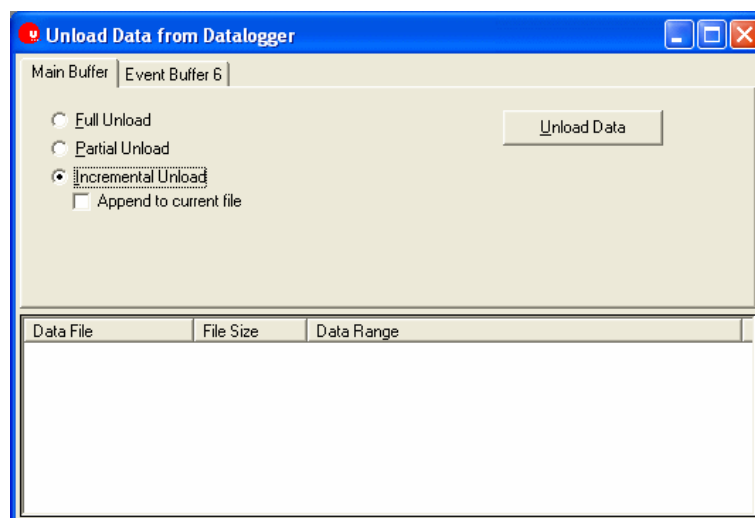 Unload Data from Datalogger
Main Buffer Event Buffer 6
Full Unload
Unload Data
Partial Unload
Incremental Unload
Append to current file
Data File File Size Data Range